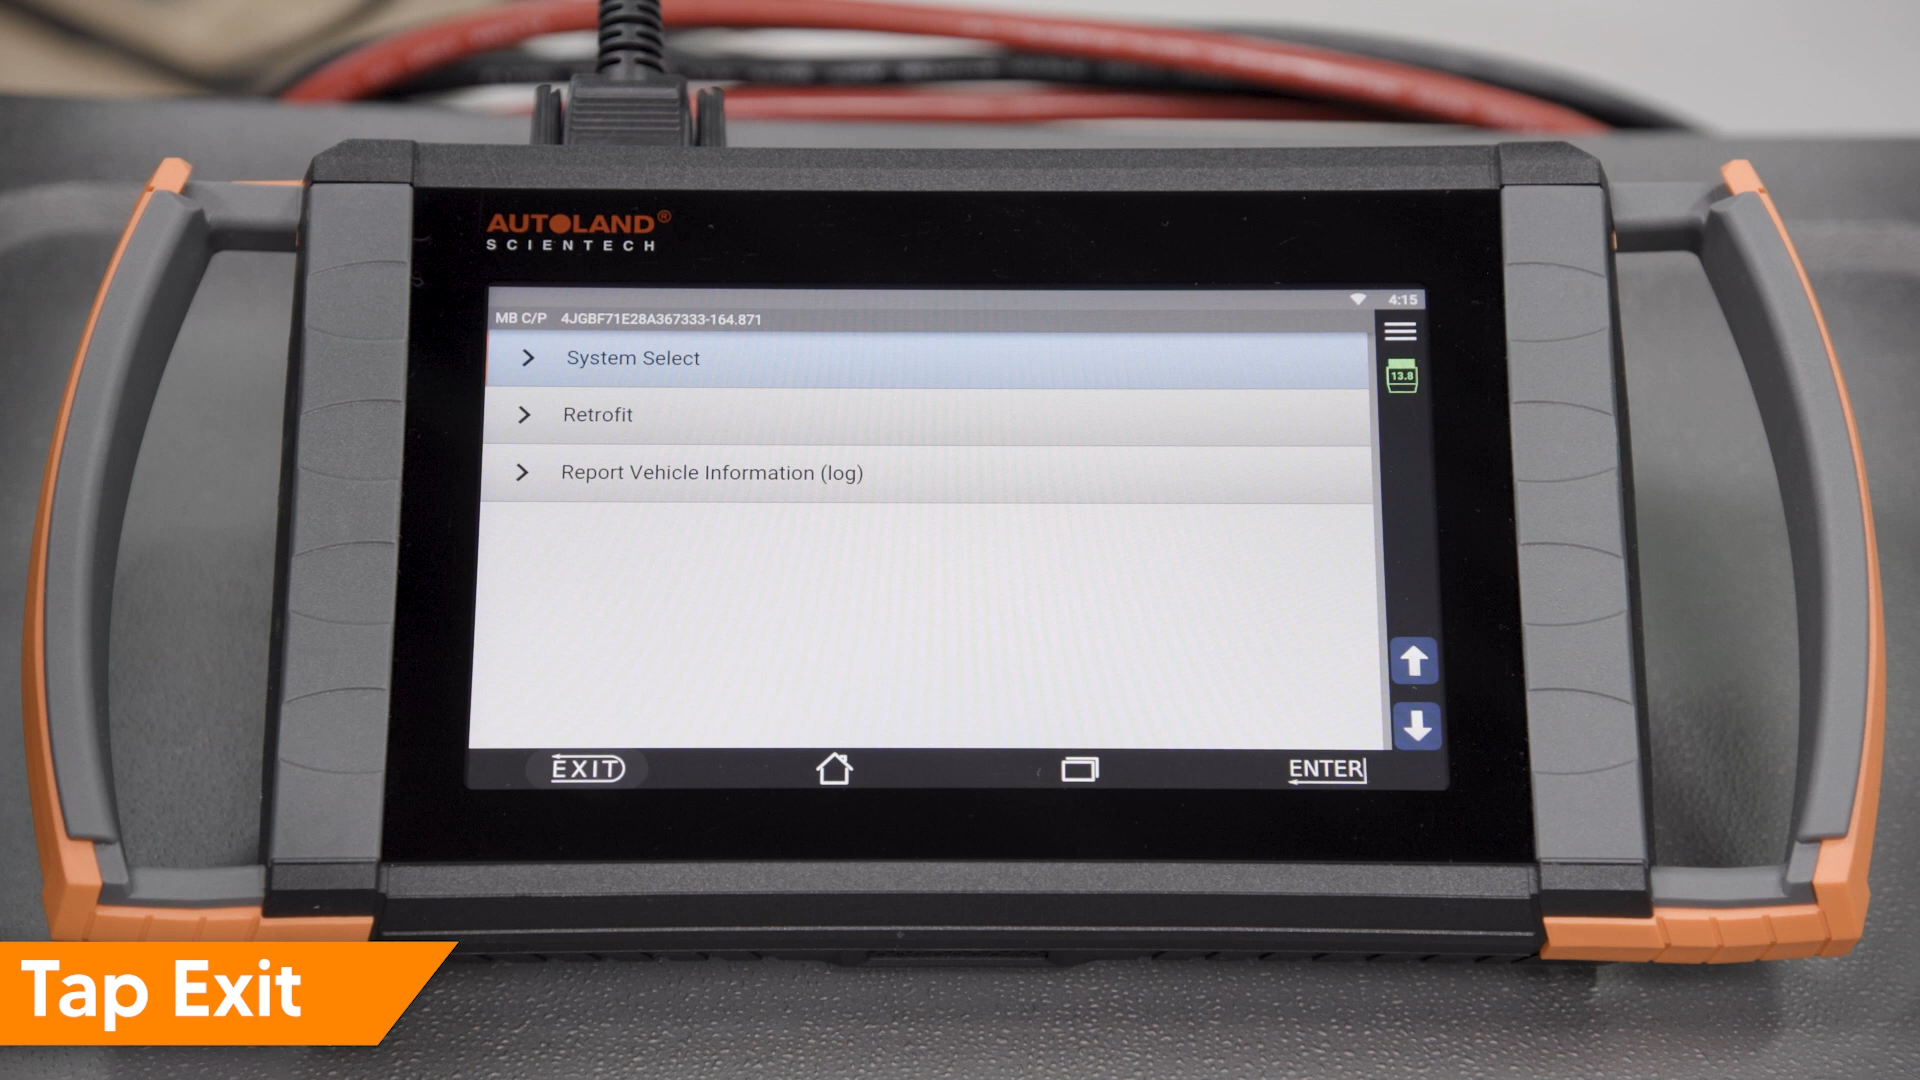 AUTOLAND®
SCIENTECH
4:15
MB C/P 4JGBF71E28A367333-164.871
System Select
13.8
Retrofit
Report Vehicle Information (log)
EXIT
ENTER
Tap Exit